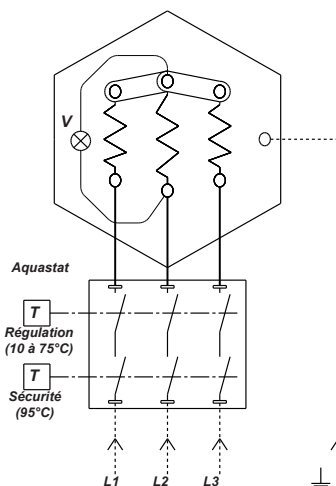 V
Aquastat
T
Régulation
(10 à 75°C)
T
Sécurité
(95°C)
L1
L2
L3